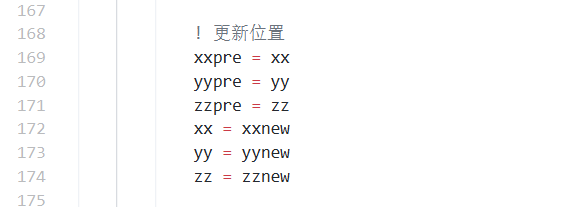 167
168 ! 更新位置
169 xxpre = xx
170 yypre = yy
171 zzpre = zz
172 xx = xxnew
173 yy = yynew
174 zz = zznew
175